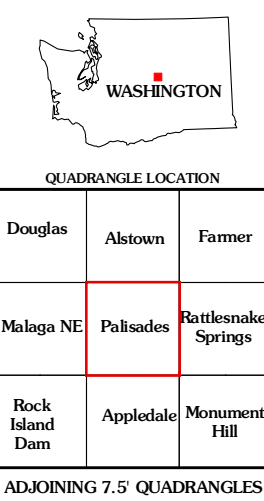 WASHINGTON
QUADRANGLE LOCATION
Douglas
Alstown
Farmer
Malaga NE
Palisades
Rattlesnake
Springs
Rock
Island
Dam
Appledale
Monument
Hill
ADJOINING 7.5' QUADRANGLES